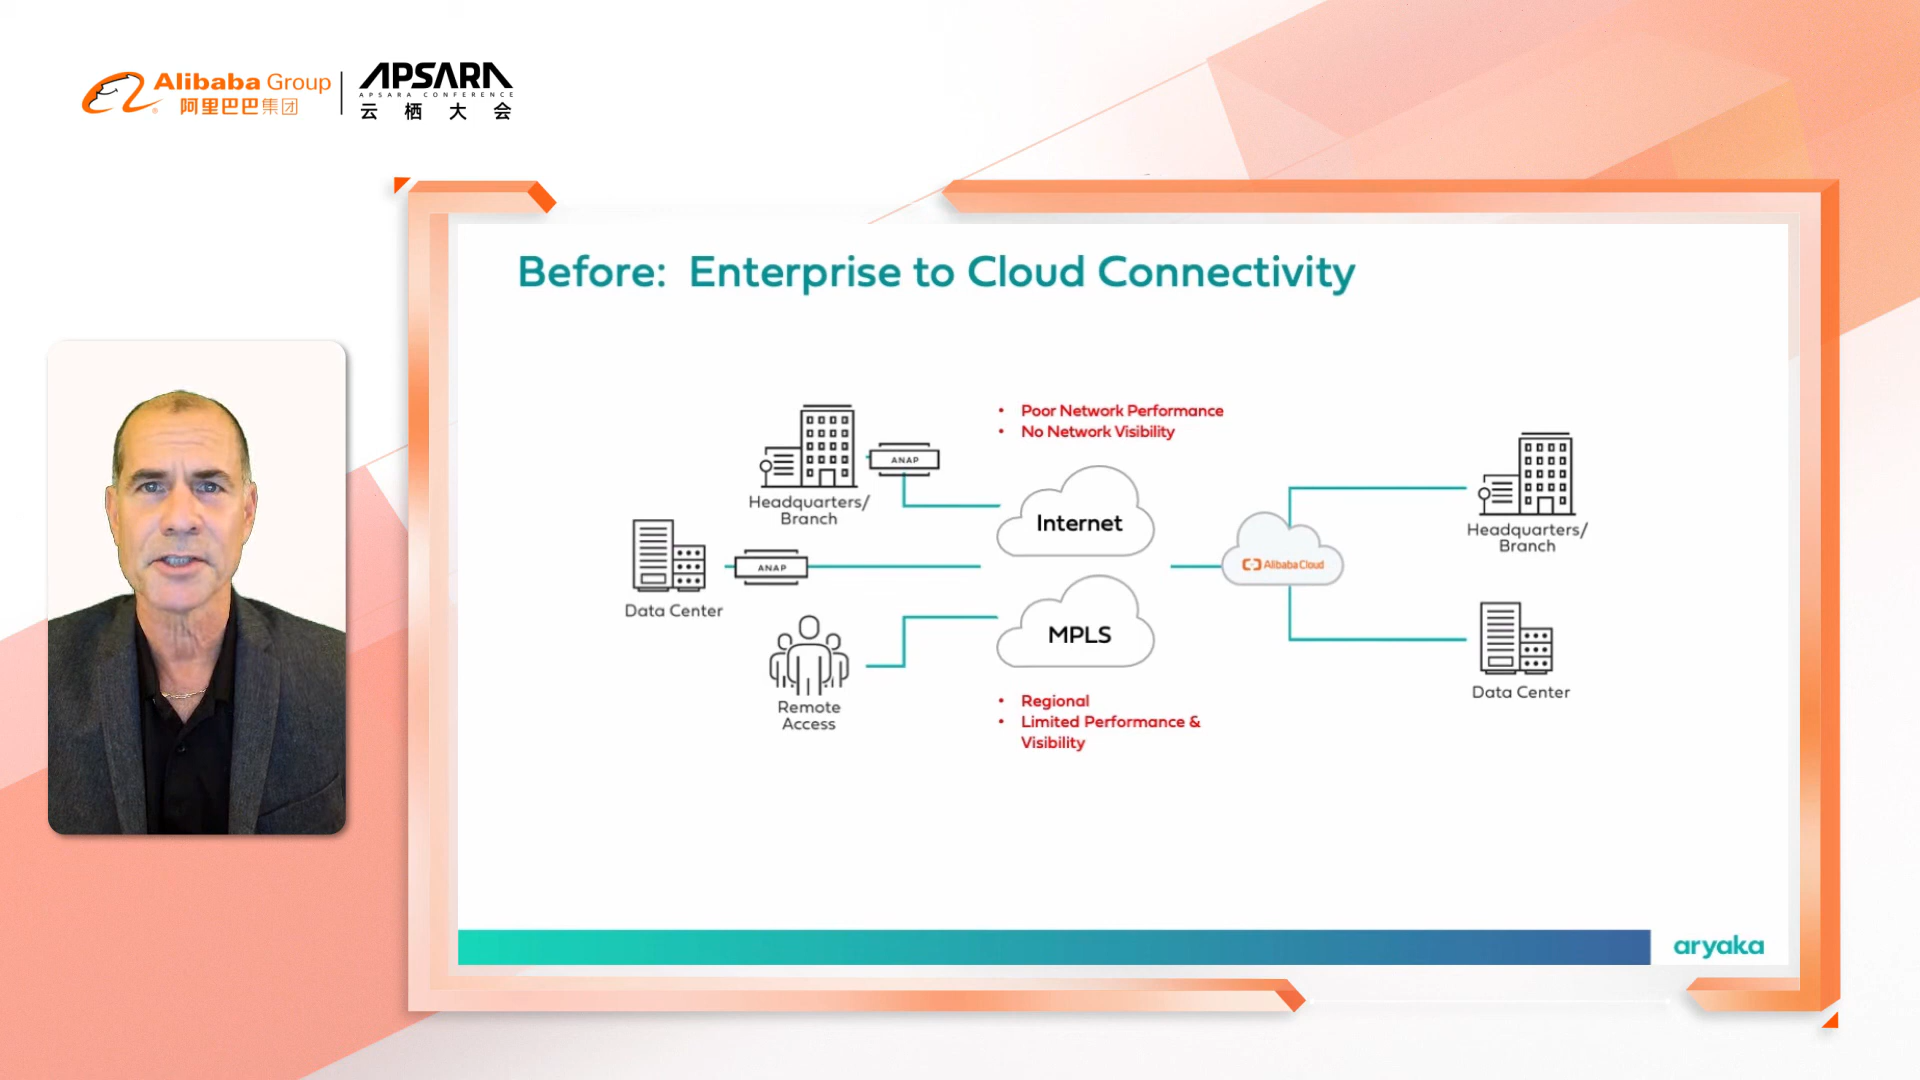 Alibaba Group
阿里巴巴集团
APSARA
APSARA CONFERENCE
云栖大会
Before: Enterprise to Cloud Connectivity
• Poor Network Performance
• No Network Visibility
ANAP
Headquarters/
Branch
Internet
Headquarters/
Branch
ANAP
Data Center
Alibaba Cloud
MPLS
Remote
Access
Data Center
• Regional
• Limited Performance &
Visibility
aryaka